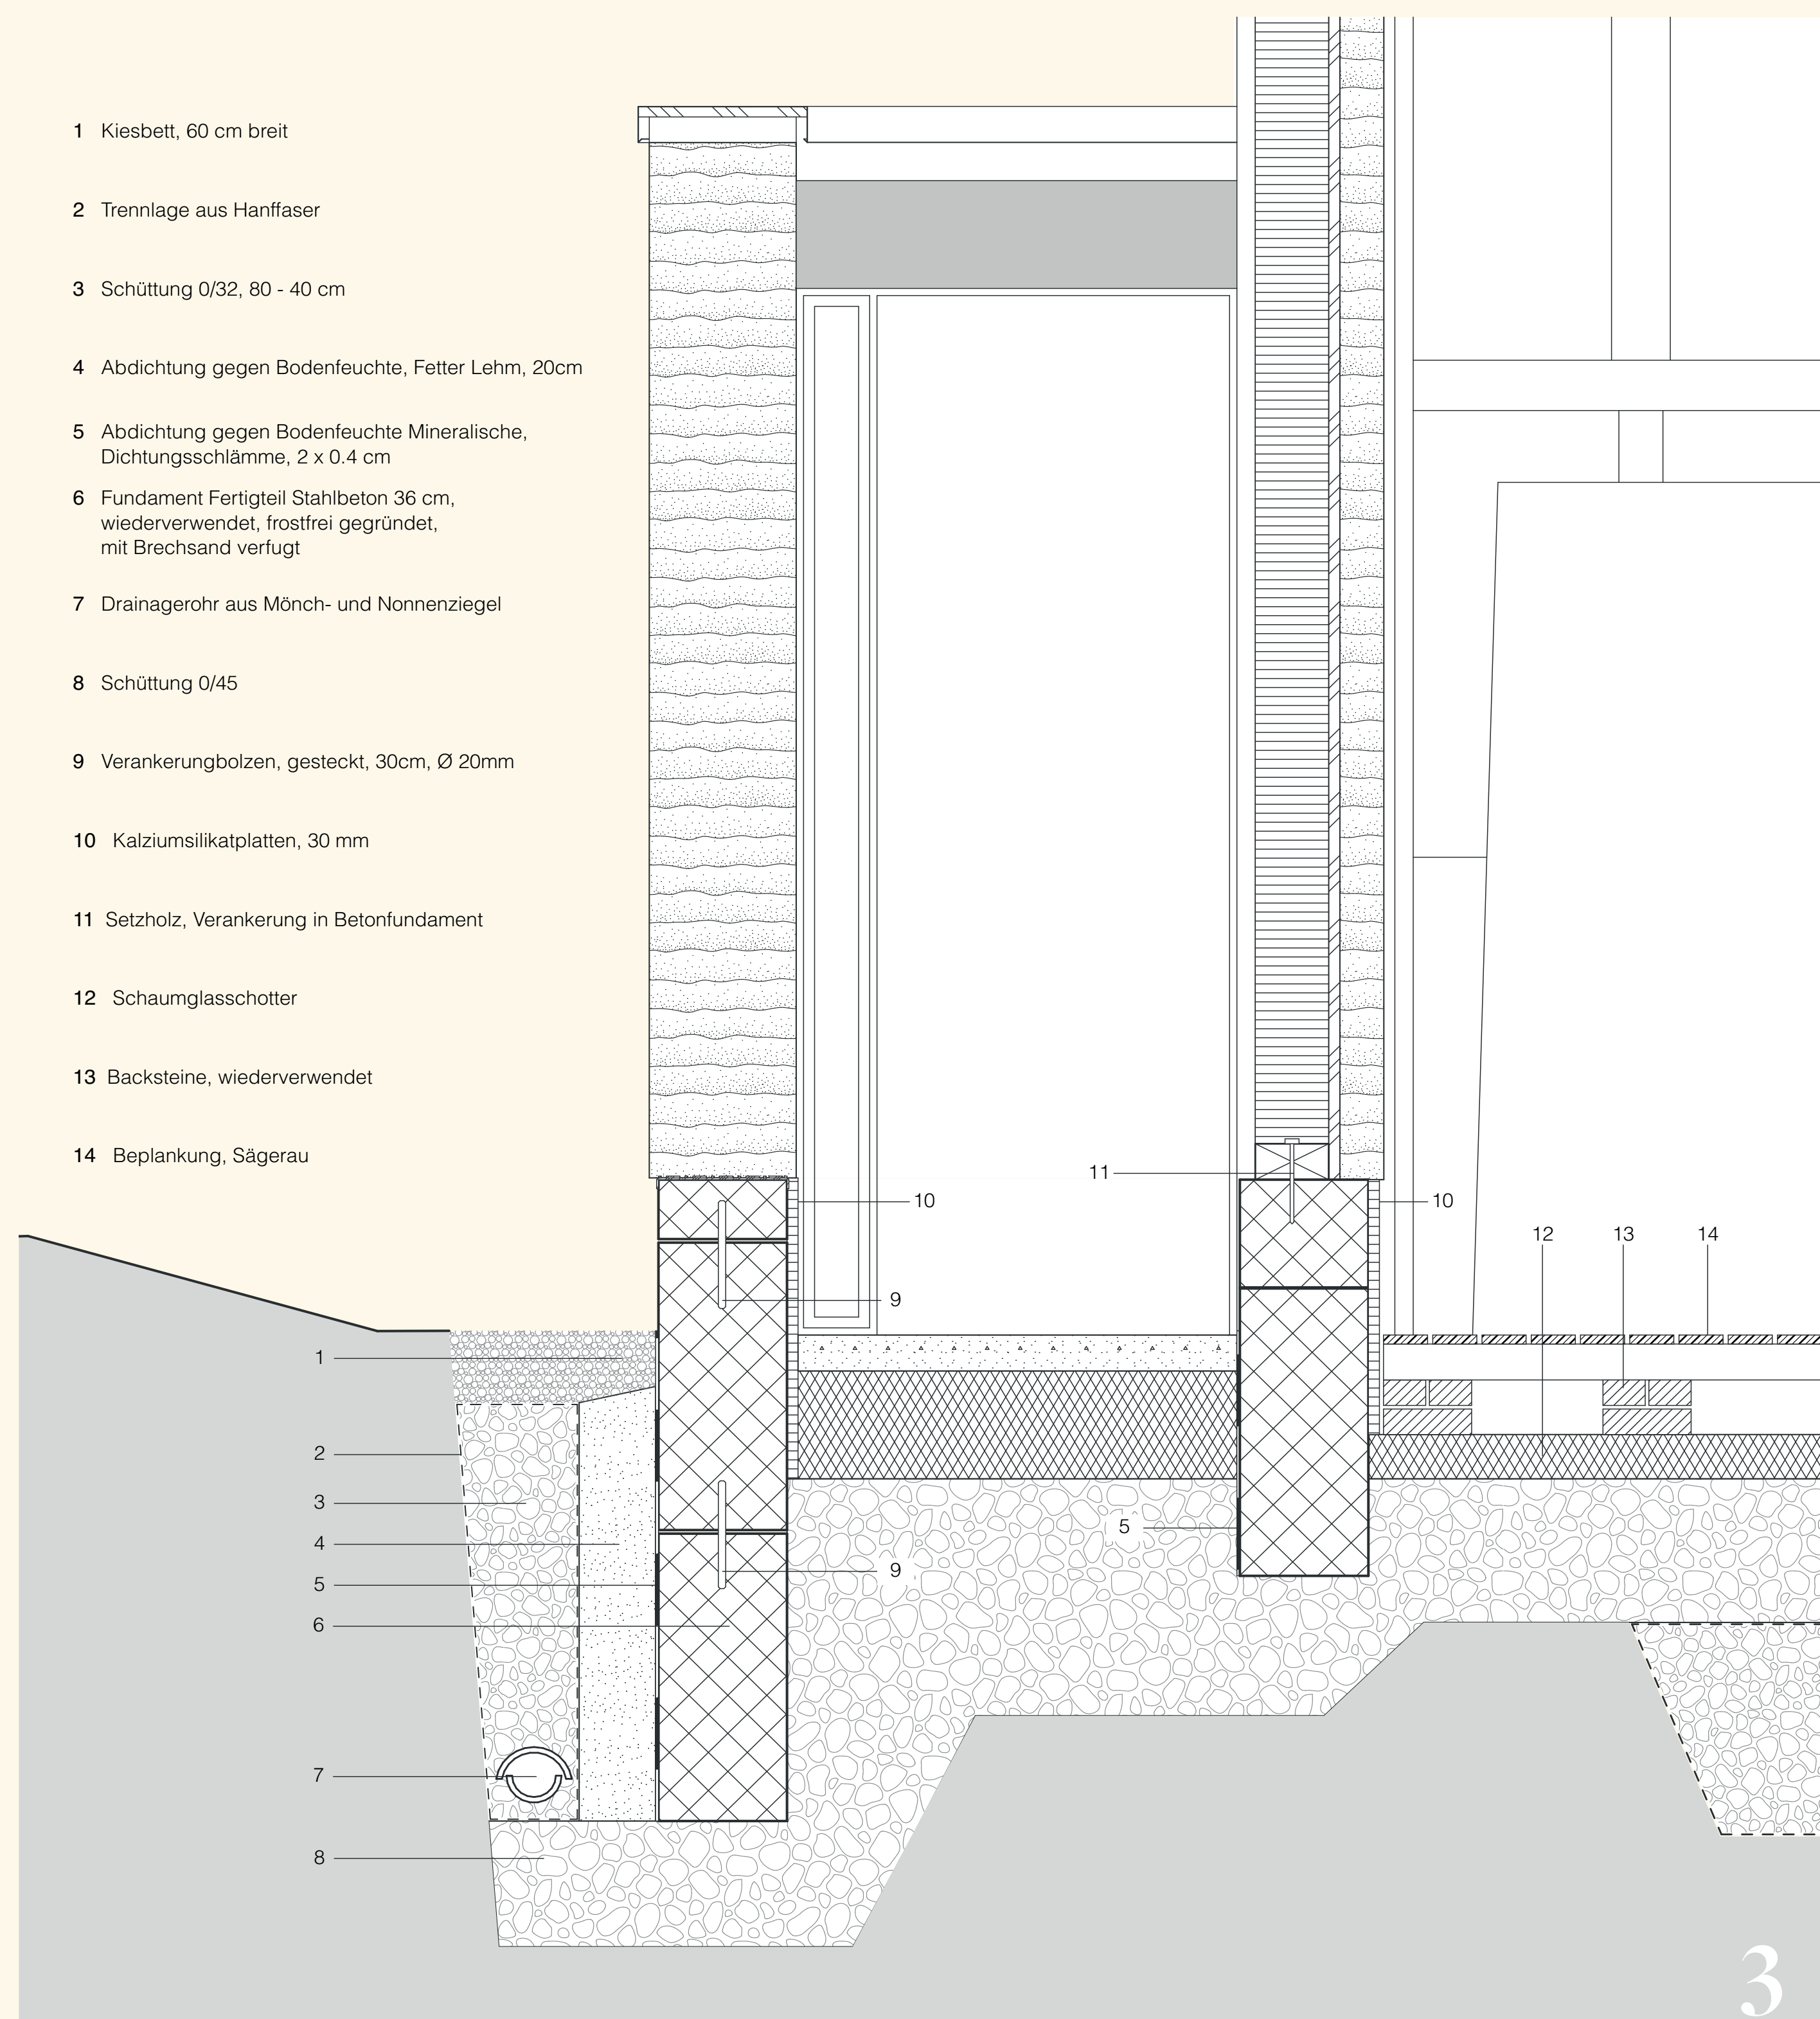 1 Kiesbett, 60 cm breit
2 Trennlage aus Hanffaser
3 Schüttung 0/32, 80 - 40 cm
4 Abdichtung gegen Bodenfeuchte, Fetter Lehm, 20cm
5 Abdichtung gegen Bodenfeuchte Mineralische,
Dichtungsschlämme, 2 x 0.4 cm
6 Fundament Fertigteil Stahlbeton 36 cm,
wiederverwendet, frostfrei gegründet,
mit Brechsand verfugt
7 Drainagerohr aus Mönch- und Nonnenziegel
8 Schüttung 0/45
9 Verankerungbolzen, gesteckt, 30cm, Ø 20mm
10 Kalziumsilikatplatten, 30 mm
11 Setzholz, Verankerung in Betonfundament
12 Schaumglasschotter
13 Backsteine, wiederverwendet
14 Beplankung, Sägerau
11
10
10
12 13 14
9
1
2
3
5
4
9
5
6
7
8
3